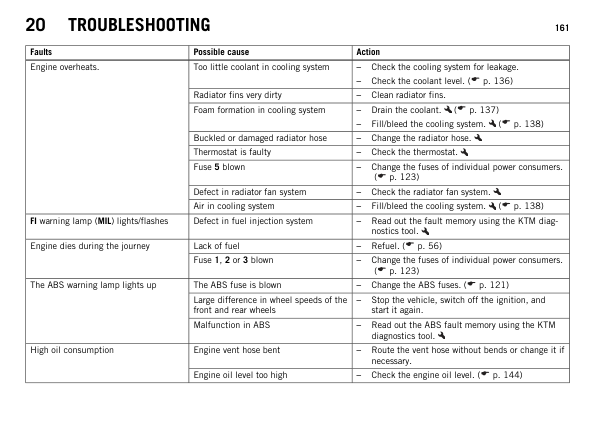 20 TROUBLESHOOTING 161
Faults Possible cause Action
Engine overheats. Too little coolant in cooling system – Check the cooling system for leakage.
– Check the coolant level. (☛ p. 136)
Radiator fins very dirty – Clean radiator fins.
Foam formation in cooling system – Drain the coolant. (☛ p. 137)
– Fill/bleed the cooling system. (☛ p. 138)
Buckled or damaged radiator hose – Change the radiator hose.
Thermostat is faulty – Check the thermostat.
Fuse 5 blown – Change the fuses of individual power consumers.
(☛ p. 123)
Defect in radiator fan system – Check the radiator fan system.
Air in cooling system – Fill/bleed the cooling system. (☛ p. 138)
FI warning lamp (MIL) lights/flashes Defect in fuel injection system – Read out the fault memory using the KTM diag-
nostics tool.
Engine dies during the journey Lack of fuel – Refuel. (☛ p. 56)
Fuse 1, 2 or 3 blown – Change the fuses of individual power consumers.
(☛ p. 123)
The ABS warning lamp lights up The ABS fuse is blown – Change the ABS fuses. (☛ p. 121)
Large difference in wheel speeds of the – Stop the vehicle, switch off the ignition, and
front and rear wheels start it again.
Malfunction in ABS – Read out the ABS fault memory using the KTM
diagnostics tool.
High oil consumption Engine vent hose bent – Route the vent hose without bends or change it if
necessary.
Engine oil level too high – Check the engine oil level. (☛ p. 144)